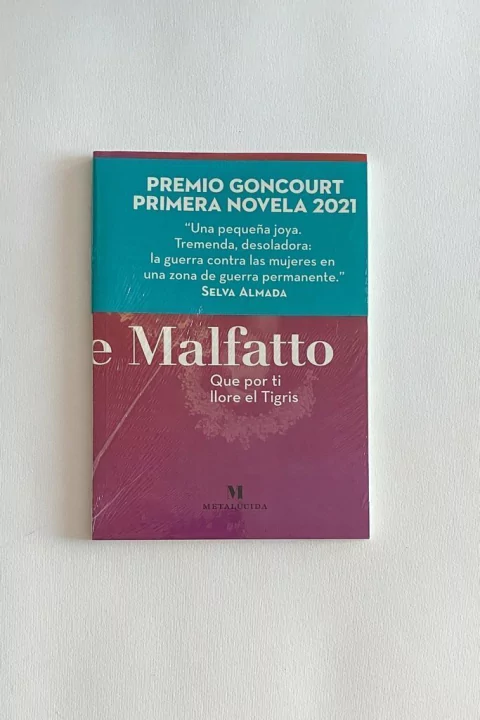 PREMIO GONCOURT
PRIMERA NOVELA 2021
“Una pequeña joya.
Tremenda, desoladora:
la guerra contra las mujeres en
una zona de guerra permanente.”
SELVA ALMADA
e Malfatto
Que por ti
llore el Tigris
M
METALÚCIDA